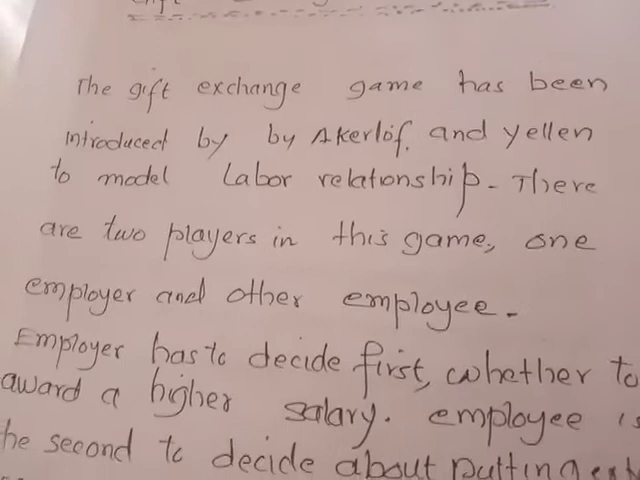 The gift exchange game has been
introduced by by Akerlof. and yellen
to model Labor relationship. There
are two players in this game, one
employer and other employee.
Employer has to decide first, whether to
award a higher salary. employee is
he second to decide about putting